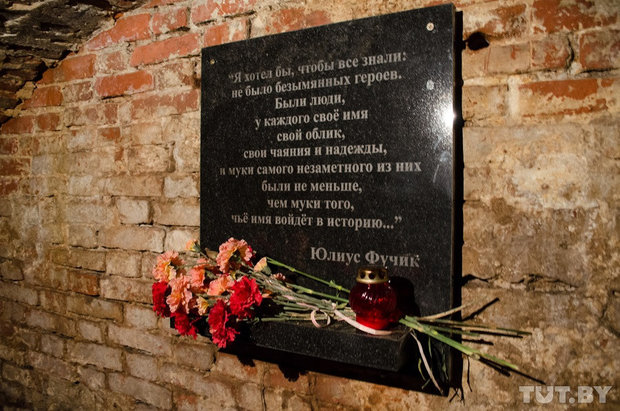 “Я хотел бы, чтобы все знали:
не было безымянных героев.
Были люди,
у каждого своё имя
свой облик,
свои чаяния и надежды,
и муки самого незаметного из них
были не меньше,
чем муки того,
чьё имя войдёт в историю...”
Юлиус Фучик
TUT.BY